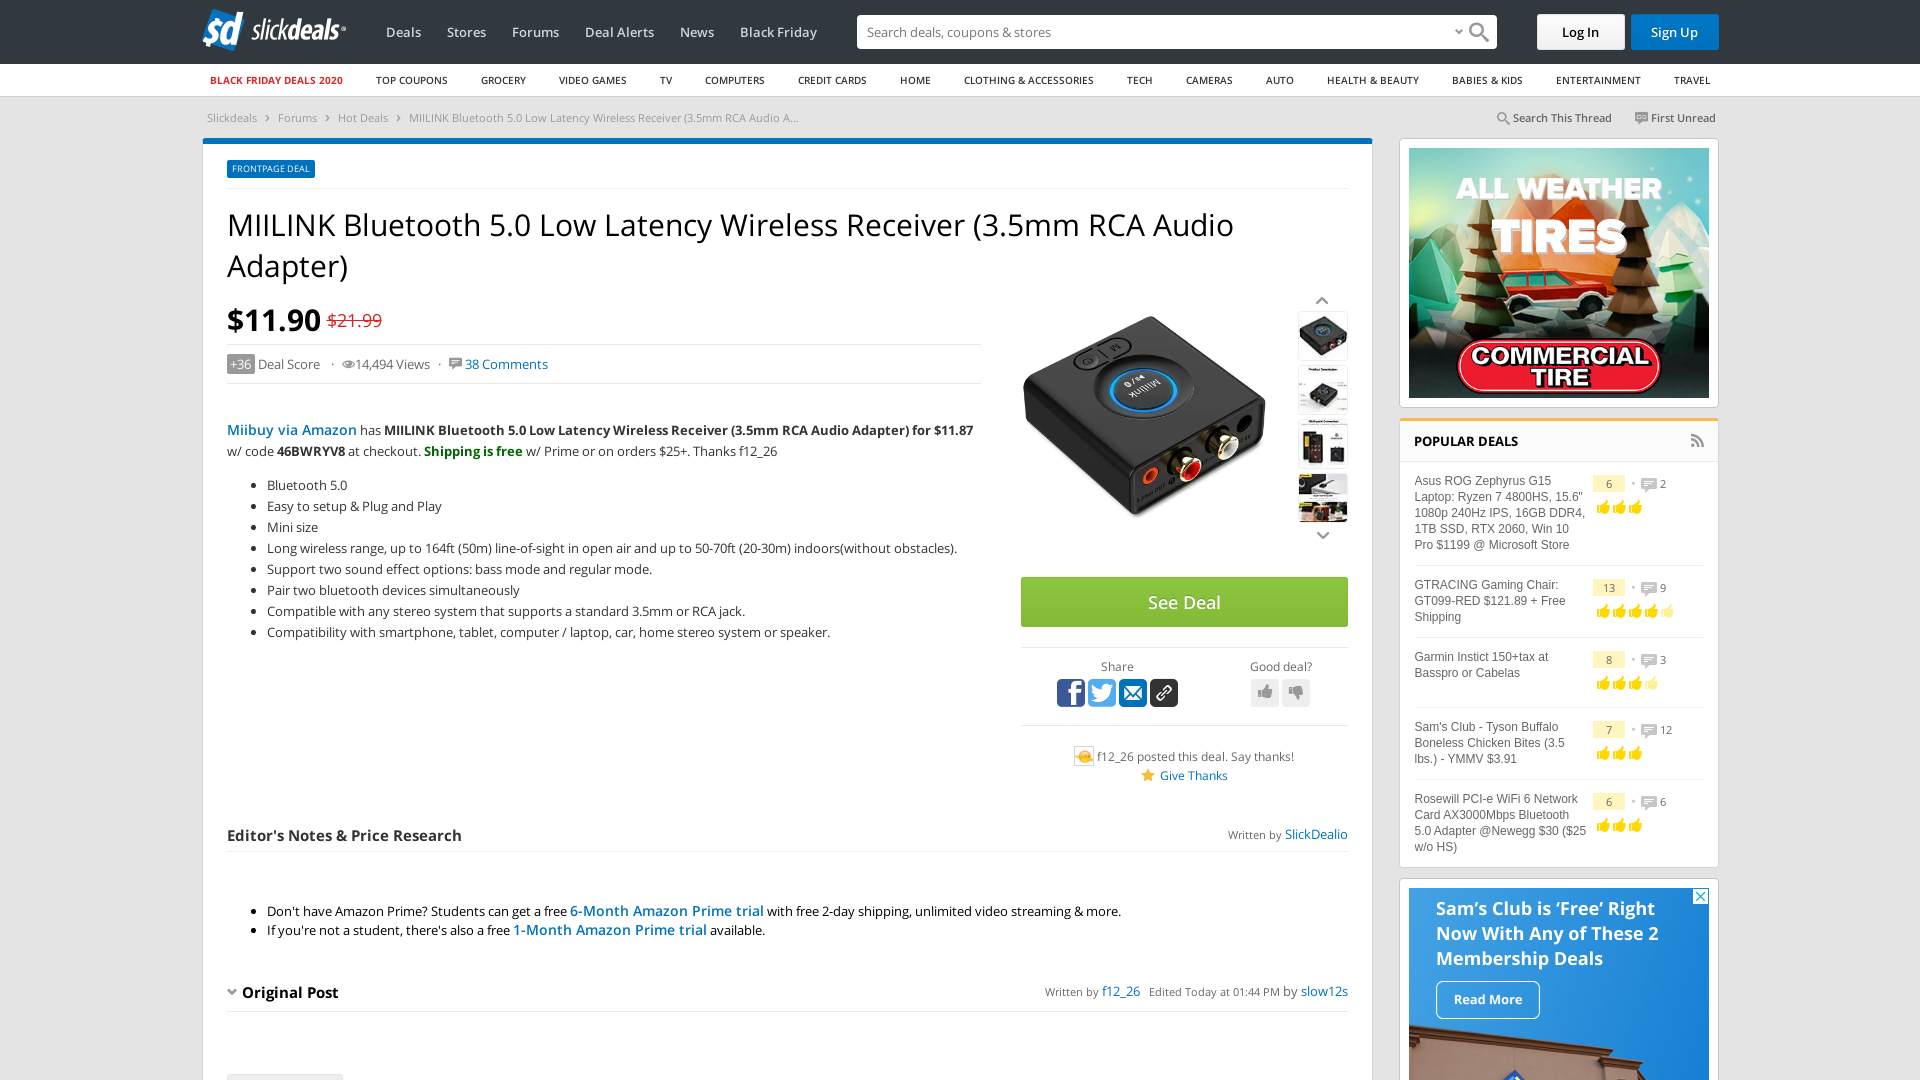 sd slickdeals
Deals Stores Forums Deal Alerts News Black Friday
Search deals, coupons & stores
Log In Sign Up
BLACK FRIDAY DEALS 2020 TOP COUPONS GROCERY VIDEO GAMES TV COMPUTERS CREDIT CARDS HOME CLOTHING & ACCESSORIES TECH CAMERAS AUTO HEALTH & BEAUTY BABIES & KIDS ENTERTAINMENT TRAVEL
Slickdeals > Forums > Hot Deals > MIILINK Bluetooth 5.0 Low Latency Wireless Receiver (3.5mm RCA Audio A...
Search This Thread First Unread
FRONTPAGE DEAL
MIILINK Bluetooth 5.0 Low Latency Wireless Receiver (3.5mm RCA Audio
Adapter)
$11.90 $21.99
+36 Deal Score · 14,494 Views · 38 Comments
Miibuy via Amazon has MIILINK Bluetooth 5.0 Low Latency Wireless Receiver (3.5mm RCA Audio Adapter) for $11.87
w/ code 46BWRYV8 at checkout. Shipping is free w/ Prime or on orders $25+. Thanks f12_26
Bluetooth 5.0
Easy to setup & Plug and Play
Mini size
Long wireless range, up to 164ft (50m) line-of-sight in open air and up to 50-70ft (20-30m) indoors(without obstacles).
Support two sound effect options: bass mode and regular mode.
Pair two bluetooth devices simultaneously
Compatible with any stereo system that supports a standard 3.5mm or RCA jack.
Compatibility with smartphone, tablet, computer / laptop, car, home stereo system or speaker.
M
Miilink
See Deal
Share
Good deal?
f12_26 posted this deal. Say thanks!
Give Thanks
Editor's Notes & Price Research
Written by SlickDealio
Don't have Amazon Prime? Students can get a free 6-Month Amazon Prime trial with free 2-day shipping, unlimited video streaming & more.
If you're not a student, there's also a free 1-Month Amazon Prime trial available.
Original Post
Written by f12_26 Edited Today at 01:44 PM by slow12s
ALL WEATHER
TIRES
COMMERCIAL
TIRE
POPULAR DEALS
Asus ROG Zephyrus G15
Laptop: Ryzen 7 4800HS, 15.6"
1080p 240Hz IPS, 16GB DDR4,
1TB SSD, RTX 2060, Win 10
Pro $1199 @ Microsoft Store
6 · 2
GTRACING Gaming Chair:
GT099-RED $121.89 + Free
Shipping
13 · 9
Garmin Instict 150+tax at
Basspro or Cabelas
8 · 3
Sam's Club - Tyson Buffalo
Boneless Chicken Bites (3.5
lbs.) - YMMV $3.91
7 · 12
Rosewill PCI-e WiFi 6 Network
Card AX3000Mbps Bluetooth
5.0 Adapter @Newegg $30 ($25
w/o HS)
6 · 6
Sam's Club is ‘Free’ Right
Now With Any of These 2
Membership Deals
Read More